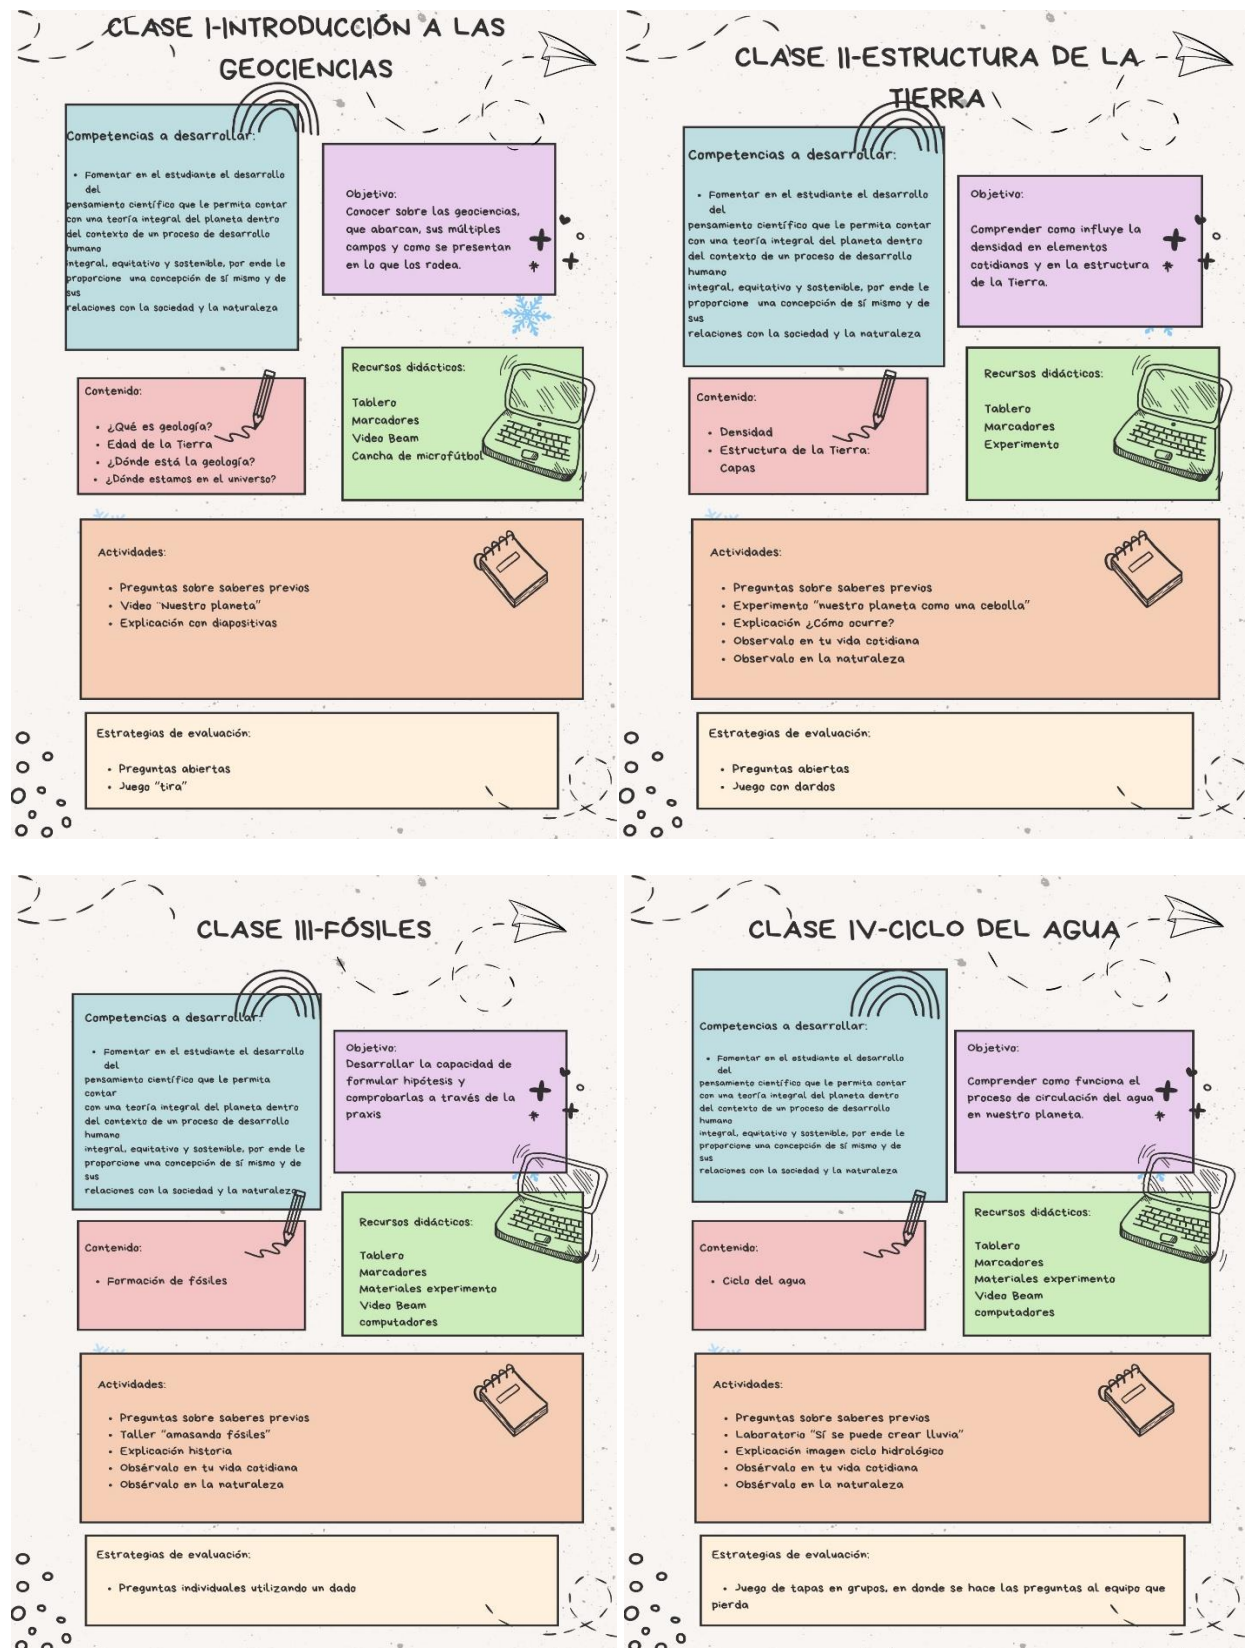 CLASE I-INTRODUCCIÓN A LAS
GEOCIENCIAS
Competencias a desarrollar:
• Fomentar en el estudiante el desarrollo
del
pensamiento científico que le permita contar
con una teoría integral del planeta dentro
del contexto de un proceso de desarrollo
humano
integral, equitativo y sostenible, por ende le
proporcione una concepción de sí mismo y de
sus
relaciones con la sociedad y la naturaleza
Objetivo:
Conocer sobre las geociencias,
que abarcan, sus múltiples
campos y como se presentan
en lo que los rodea.
Contenido:
• ¿Qué es geología?
• Edad de la Tierra
• ¿Dónde está la geología?
• ¿Dónde estamos en el universo?
Recursos didácticos:
Tablero
Marcadores
Video Beam
Cancha de microfútbol
Actividades:
• Preguntas sobre saberes previos
• Video ¨Nuestro planeta"
• Explicación con diapositivas
Estrategias de evaluación:
• Preguntas abiertas
• Juego "tira"
CLASE II-ESTRUCTURA DE LA
TIERRA
Competencias a desarrollar:
• Fomentar en el estudiante el desarrollo
del
pensamiento científico que le permita contar
con una teoría integral del planeta dentro
del contexto de un proceso de desarrollo
humano
integral, equitativo y sostenible, por ende le
proporcione una concepción de sí mismo y de
sus
relaciones con la sociedad y la naturaleza
Objetivo:
Comprender como influye la
densidad en elementos
cotidianos y en la estructura
de la Tierra.
Contenido:
• Densidad
• Estructura de la Tierra:
Capas
Recursos didácticos:
Tablero
Marcadores
Experimento
Actividades:
• Preguntas sobre saberes previos
• Experimento "nuestro planeta como una cebolla"
• Explicación ¿Cómo ocurre?
• Observalo en tu vida cotidiana
• Observalo en la naturaleza
Estrategias de evaluación:
• Preguntas abiertas
• Juego con dardos
CLASE III-FÓSILES
Competencias a desarrollar:
• Fomentar en el estudiante el desarrollo
del
pensamiento científico que le permita
contar
con una teoría integral del planeta dentro
del contexto de un proceso de desarrollo
humano
integral, equitativo y sostenible, por ende le
proporcione una concepción de sí mismo y de
sus
relaciones con la sociedad y la naturaleza
Objetivo:
Desarrollar la capacidad de
formular hipótesis y
comprobarlas a través de la
praxis
Contenido:
• Formación de fósiles
Recursos didácticos:
Tablero
Marcadores
Materiales experimento
Video Beam
computadores
Actividades:
• Preguntas sobre saberes previos
• Taller "amasando fósiles"
• Explicación historia
• Obsérvalo en tu vida cotidiana
• Obsérvalo en la naturaleza
Estrategias de evaluación:
• Preguntas individuales utilizando un dado
CLASE IV-CICLO DEL AGUA
Competencias a desarrollar:
• Fomentar en el estudiante el desarrollo
del
pensamiento científico que le permita contar
con una teoría integral del planeta dentro
del contexto de un proceso de desarrollo
humano
integral, equitativo y sostenible, por ende le
proporcione una concepción de sí mismo y de
sus
relaciones con la sociedad y la naturaleza
Objetivo:
Comprender como funciona el
proceso de circulación del agua
en nuestro planeta.
Contenido:
• Ciclo del agua
Recursos didácticos:
Tablero
Marcadores
Materiales experimento
Video Beam
computadores
Actividades:
• Preguntas sobre saberes previos
• Laboratorio "Sí se puede crear lluvia"
• Explicación imagen ciclo hidrológico
• Obsérvalo en tu vida cotidiana
• Obsérvalo en la naturaleza
Estrategias de evaluación:
• Juego de tapas en grupos, en donde se hace las preguntas al equipo que
pierda